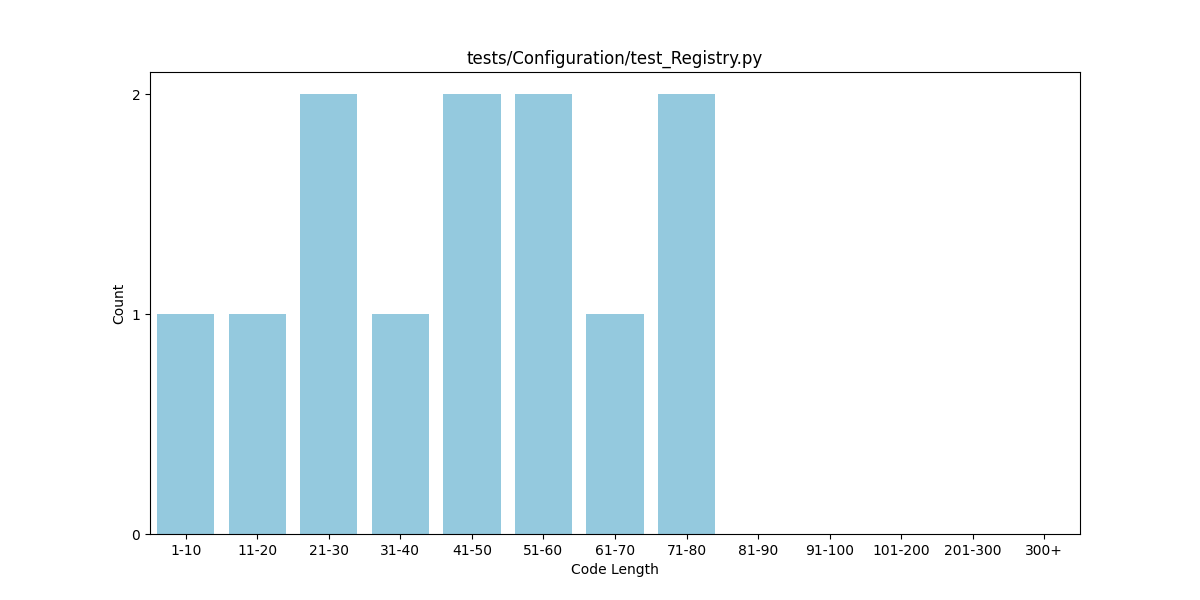 tests/Configuration/test_Registry.py
2
1
0
Count
1-10 11-20 21-30 31-40 41-50 51-60 61-70 71-80 81-90 91-100 101-200 201-300 300+
Code Length